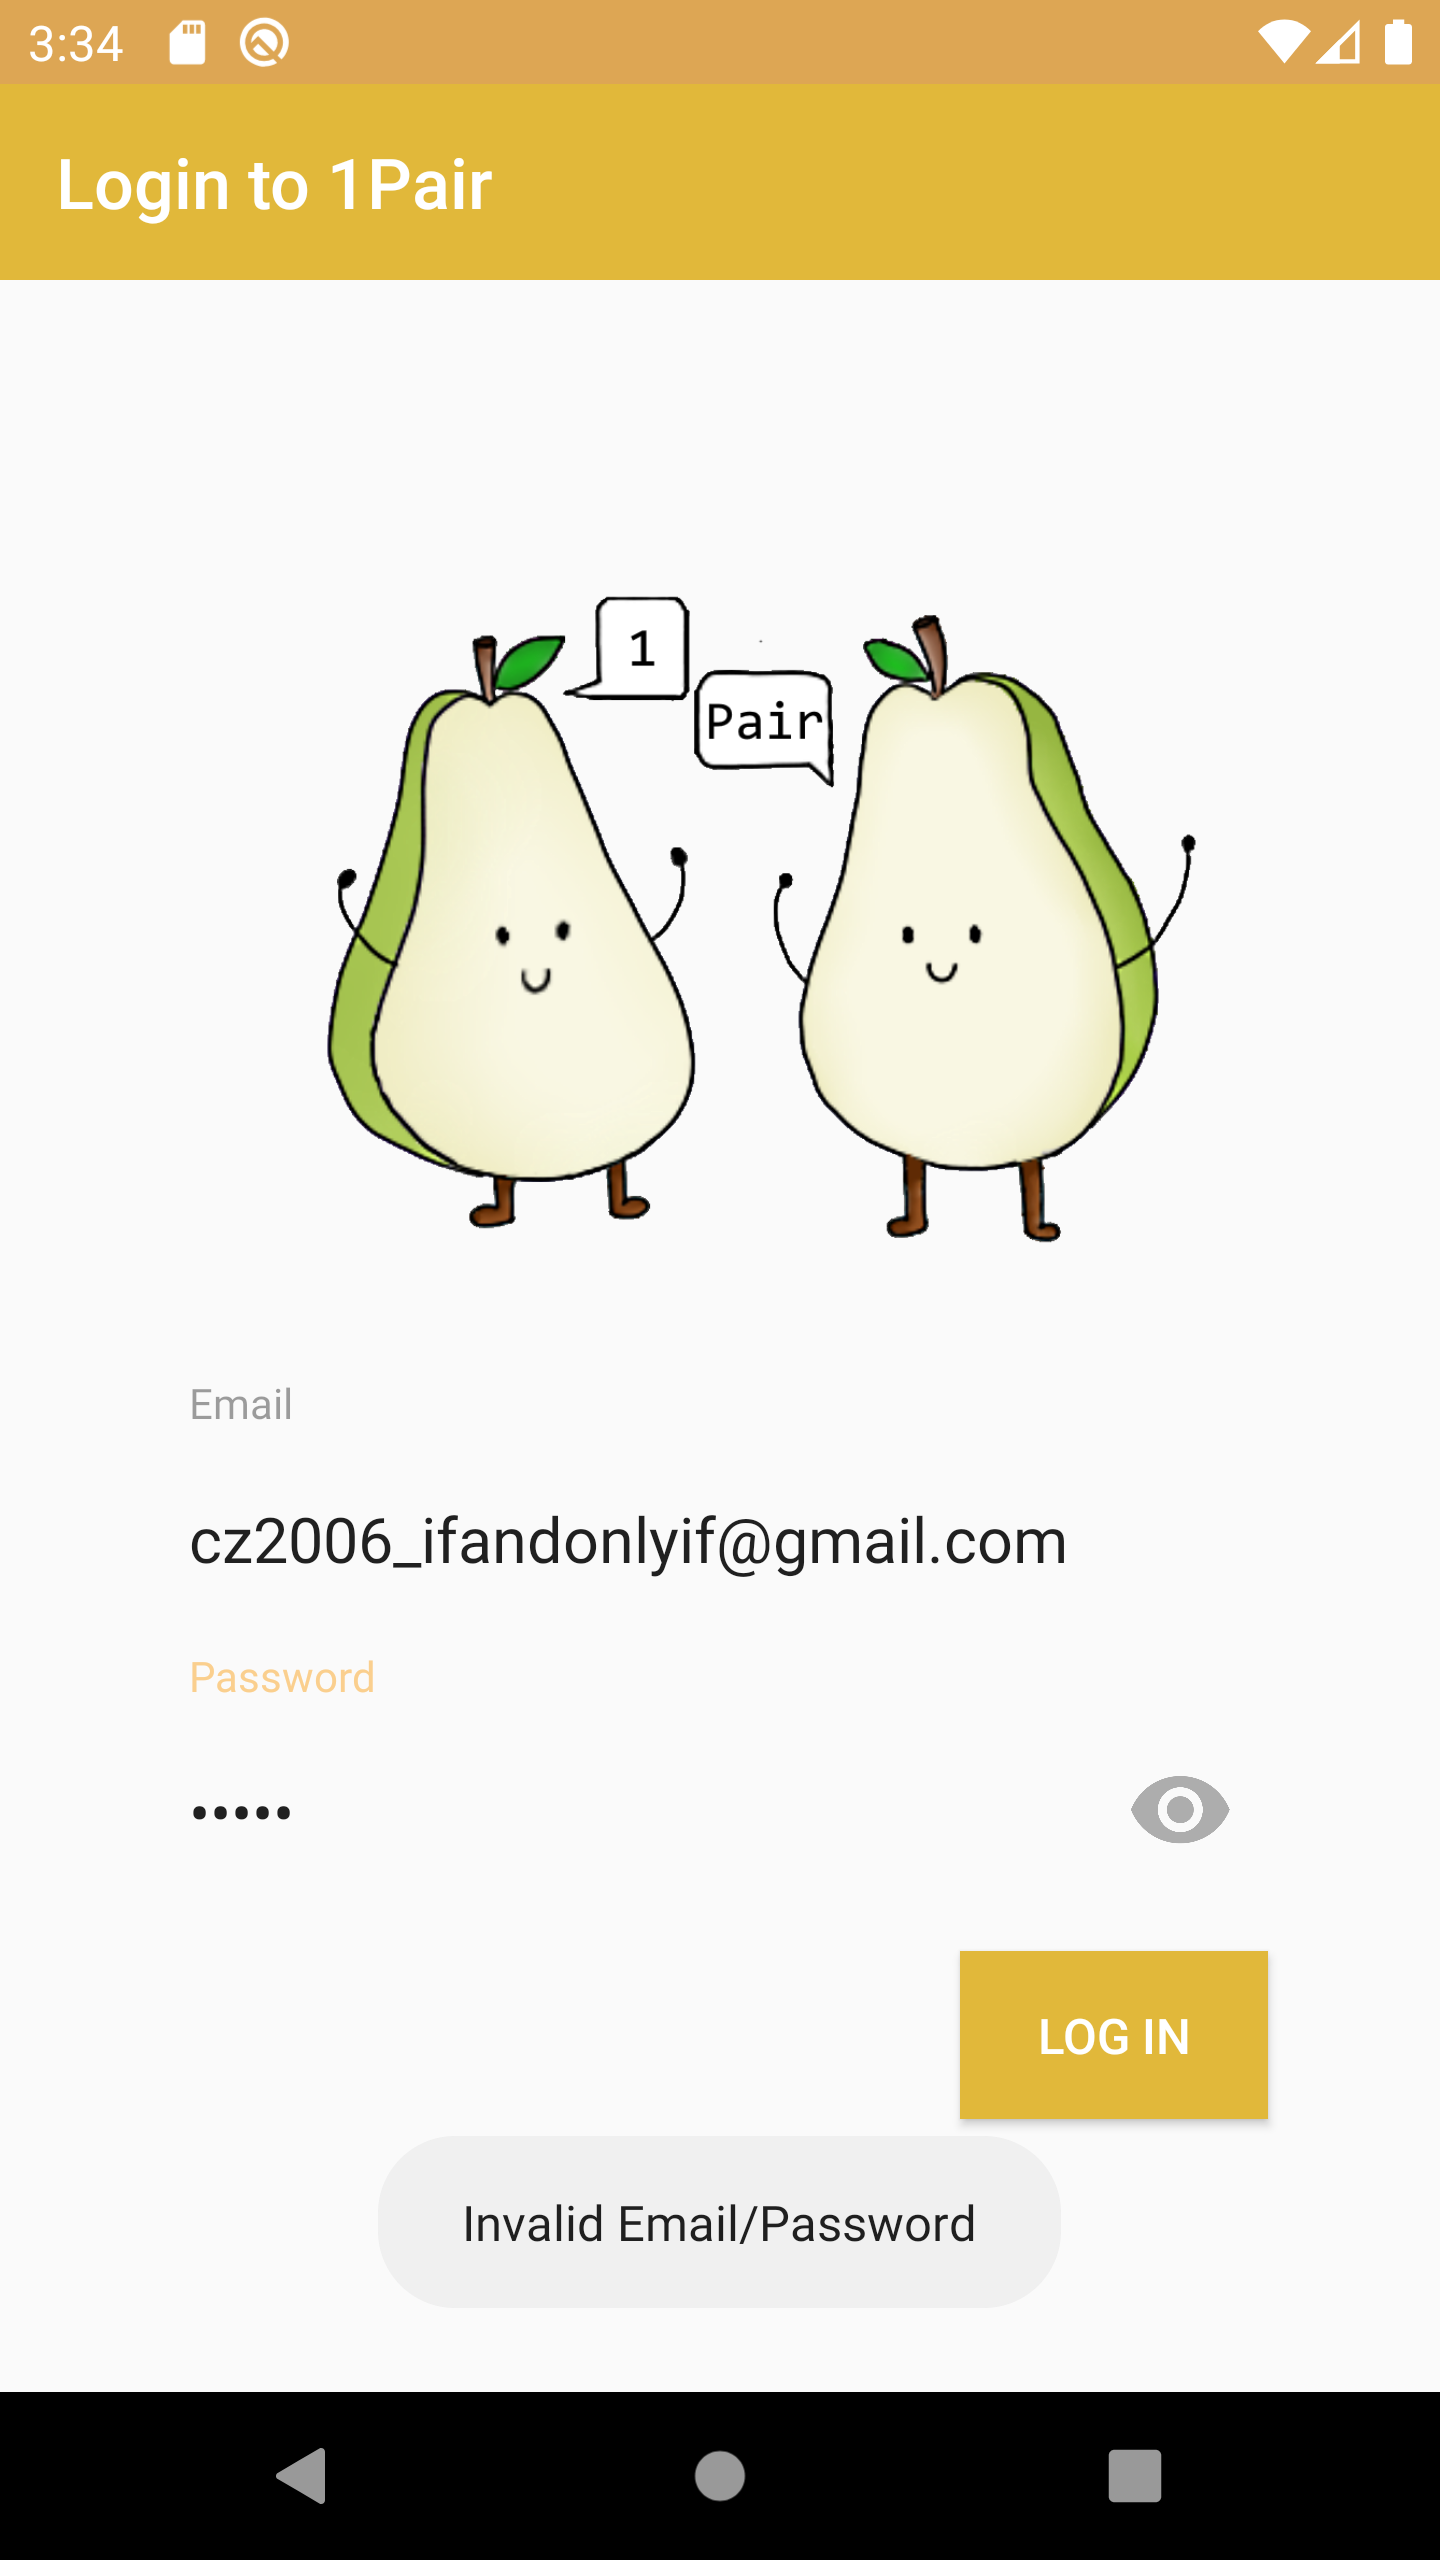 3:34
Login to 1Pair
1
Pair
Email
cz2006_ifandonlyif@gmail.com
Password
•••••
LOG IN
Invalid Email/Password